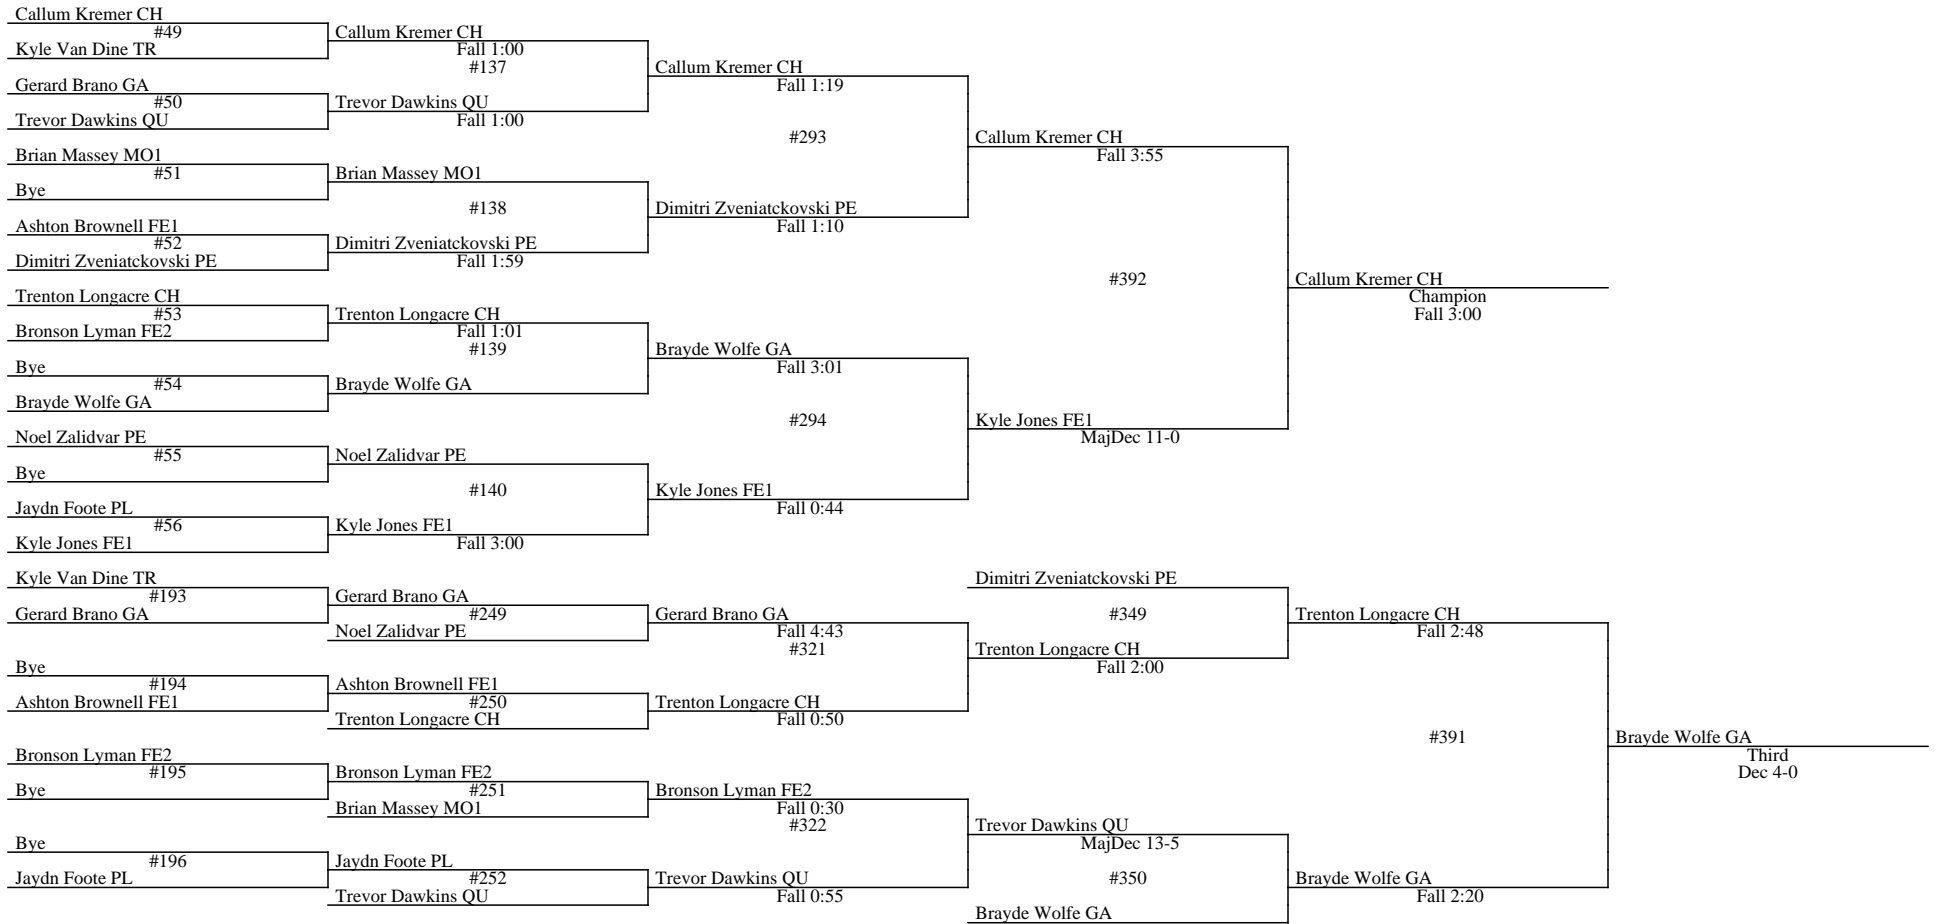 Callum Kremer CH
#49
Kyle Van Dine TR
Gerard Brano GA
#50
Trevor Dawkins QU
Brian Massey MO1
#51
Bye
Ashton Brownell FE1
#52
Dimitri Zveniatckovski PE
Trenton Longacre CH
#53
Bronson Lyman FE2
Bye
#54
Brayde Wolfe GA
Noel Zalidvar PE
#55
Bye
Jaydn Foote PL
#56
Kyle Jones FE1
Callum Kremer CH
Fall 1:00
#137
Trevor Dawkins QU
Fall 1:00
Brian Massey MO1
#138
Dimitri Zveniatckovski PE
Fall 1:59
Trenton Longacre CH
Fall 1:01
#139
Brayde Wolfe GA
Noel Zalidvar PE
#140
Kyle Jones FE1
Fall 3:00
Callum Kremer CH
Fall 1:19
#293
Dimitri Zveniatckovski PE
Fall 1:10
Brayde Wolfe GA
Fall 3:01
#294
Kyle Jones FE1
Fall 0:44
Callum Kremer CH
Fall 3:55
#392
Kyle Jones FE1
MajDec 11-0
Callum Kremer CH
Champion
Fall 3:00
Kyle Van Dine TR
#193
Gerard Brano GA
Bye
#194
Ashton Brownell FE1
Bronson Lyman FE2
#195
Bye
Bye
#196
Jaydn Foote PL
Gerard Brano GA
#249
Noel Zalidvar PE
Ashton Brownell FE1
#250
Trenton Longacre CH
Bronson Lyman FE2
#251
Brian Massey MO1
Jaydn Foote PL
#252
Trevor Dawkins QU
Gerard Brano GA
Fall 4:43
#321
Trenton Longacre CH
Fall 0:50
Bronson Lyman FE2
Fall 0:30
#322
Trevor Dawkins QU
Fall 0:55
Dimitri Zveniatckovski PE
#349
Trenton Longacre CH
Fall 2:00
Trevor Dawkins QU
MajDec 13-5
#350
Brayde Wolfe GA
Trenton Longacre CH
Fall 2:48
#391
Brayde Wolfe GA
Fall 2:20
Brayde Wolfe GA
Third
Dec 4-0